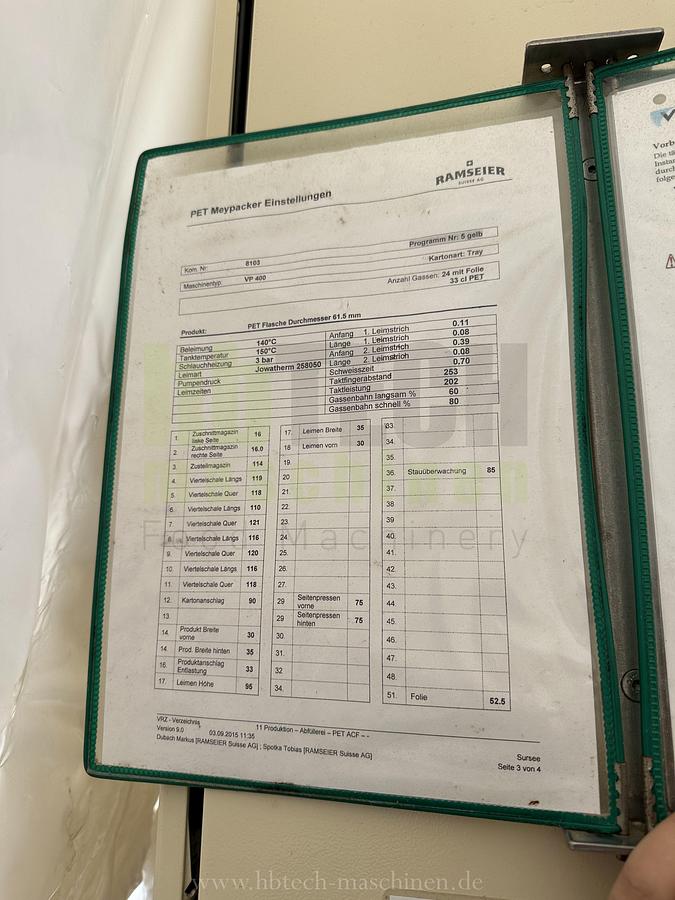 RAMSEIER
SUISSE AG
PET Meypacker Einstellungen
Programm Nr: 5 gelb
Kom. Nr: 8103
Kartonart: Tray
Maschinentyp: VP 400
Anzahl Gassen: 24 mit Folie
33 cl PET
Produkt: PET Flasche Durchmesser 61.5 mm
Beleimung
Tanktemperatur 140°C
Schlauchheizung 150°C
Leimart 3 bar
Pumpendruck Jowatherm 258050
Leimzeiten
Anfang 1. Leimstrich 0.11
Länge 1. Leimstrich 0.08
Anfang 2. Leimstrich 0.39
Länge 2. Leimstrich 0.08
Schweisszeit 0.70
Taktfingerabstand 253
Taktleistung 202
Gassenbahn langsam % 60
Gassenbahn schnell % 80
1. Zuschnittmagazin linke Seite 16
2. Zuschnittmagazin rechte Seite 16.0
3. Zustellmagazin 114
4. Viertelschale Längs 119
5. Viertelschale Quer 118
6. Viertelschale Längs 110
7. Viertelschale Quer 121
8. Viertelschale Längs 116
9. Viertelschale Quer 120
10. Viertelschale Längs 116
11. Viertelschale Quer 118
12. Kartonanschlag 90
13.
14. Produkt Breite vorne 30
14. Prod. Breite hinten 35
16. Produktanschlag Entlastung 33
17. Leimen Höhe 95
17. Leimen Breite 35
18 Leimen vorn 30
19.
20
21.
22.
23.
24.
25.
26.
27.
29 Seitenpressen vorne 75
29 Seitenpressen hinten 75
30.
31.
32
34.
33.
34.
35.
36. Stauüberwachung 85
37.
38
39
40.
41.
42.
43.
44
45.
46.
47.
48.
51. Folie 52.5
VRZ - Verzeichnis 11 Produktion – Abfüllerei – PET ACF – -
Version 9.0 03.09.2015 11:35
Dubach Markus [RAMSEIER Suisse AG] ; Spotka Tobias [RAMSEIER Suisse AG]
Sursee
Seite 3 von 4
Vorb
Die tä
Insta
durch
folge
maschinen
Food Machinery
www.hbtech-maschinen.de